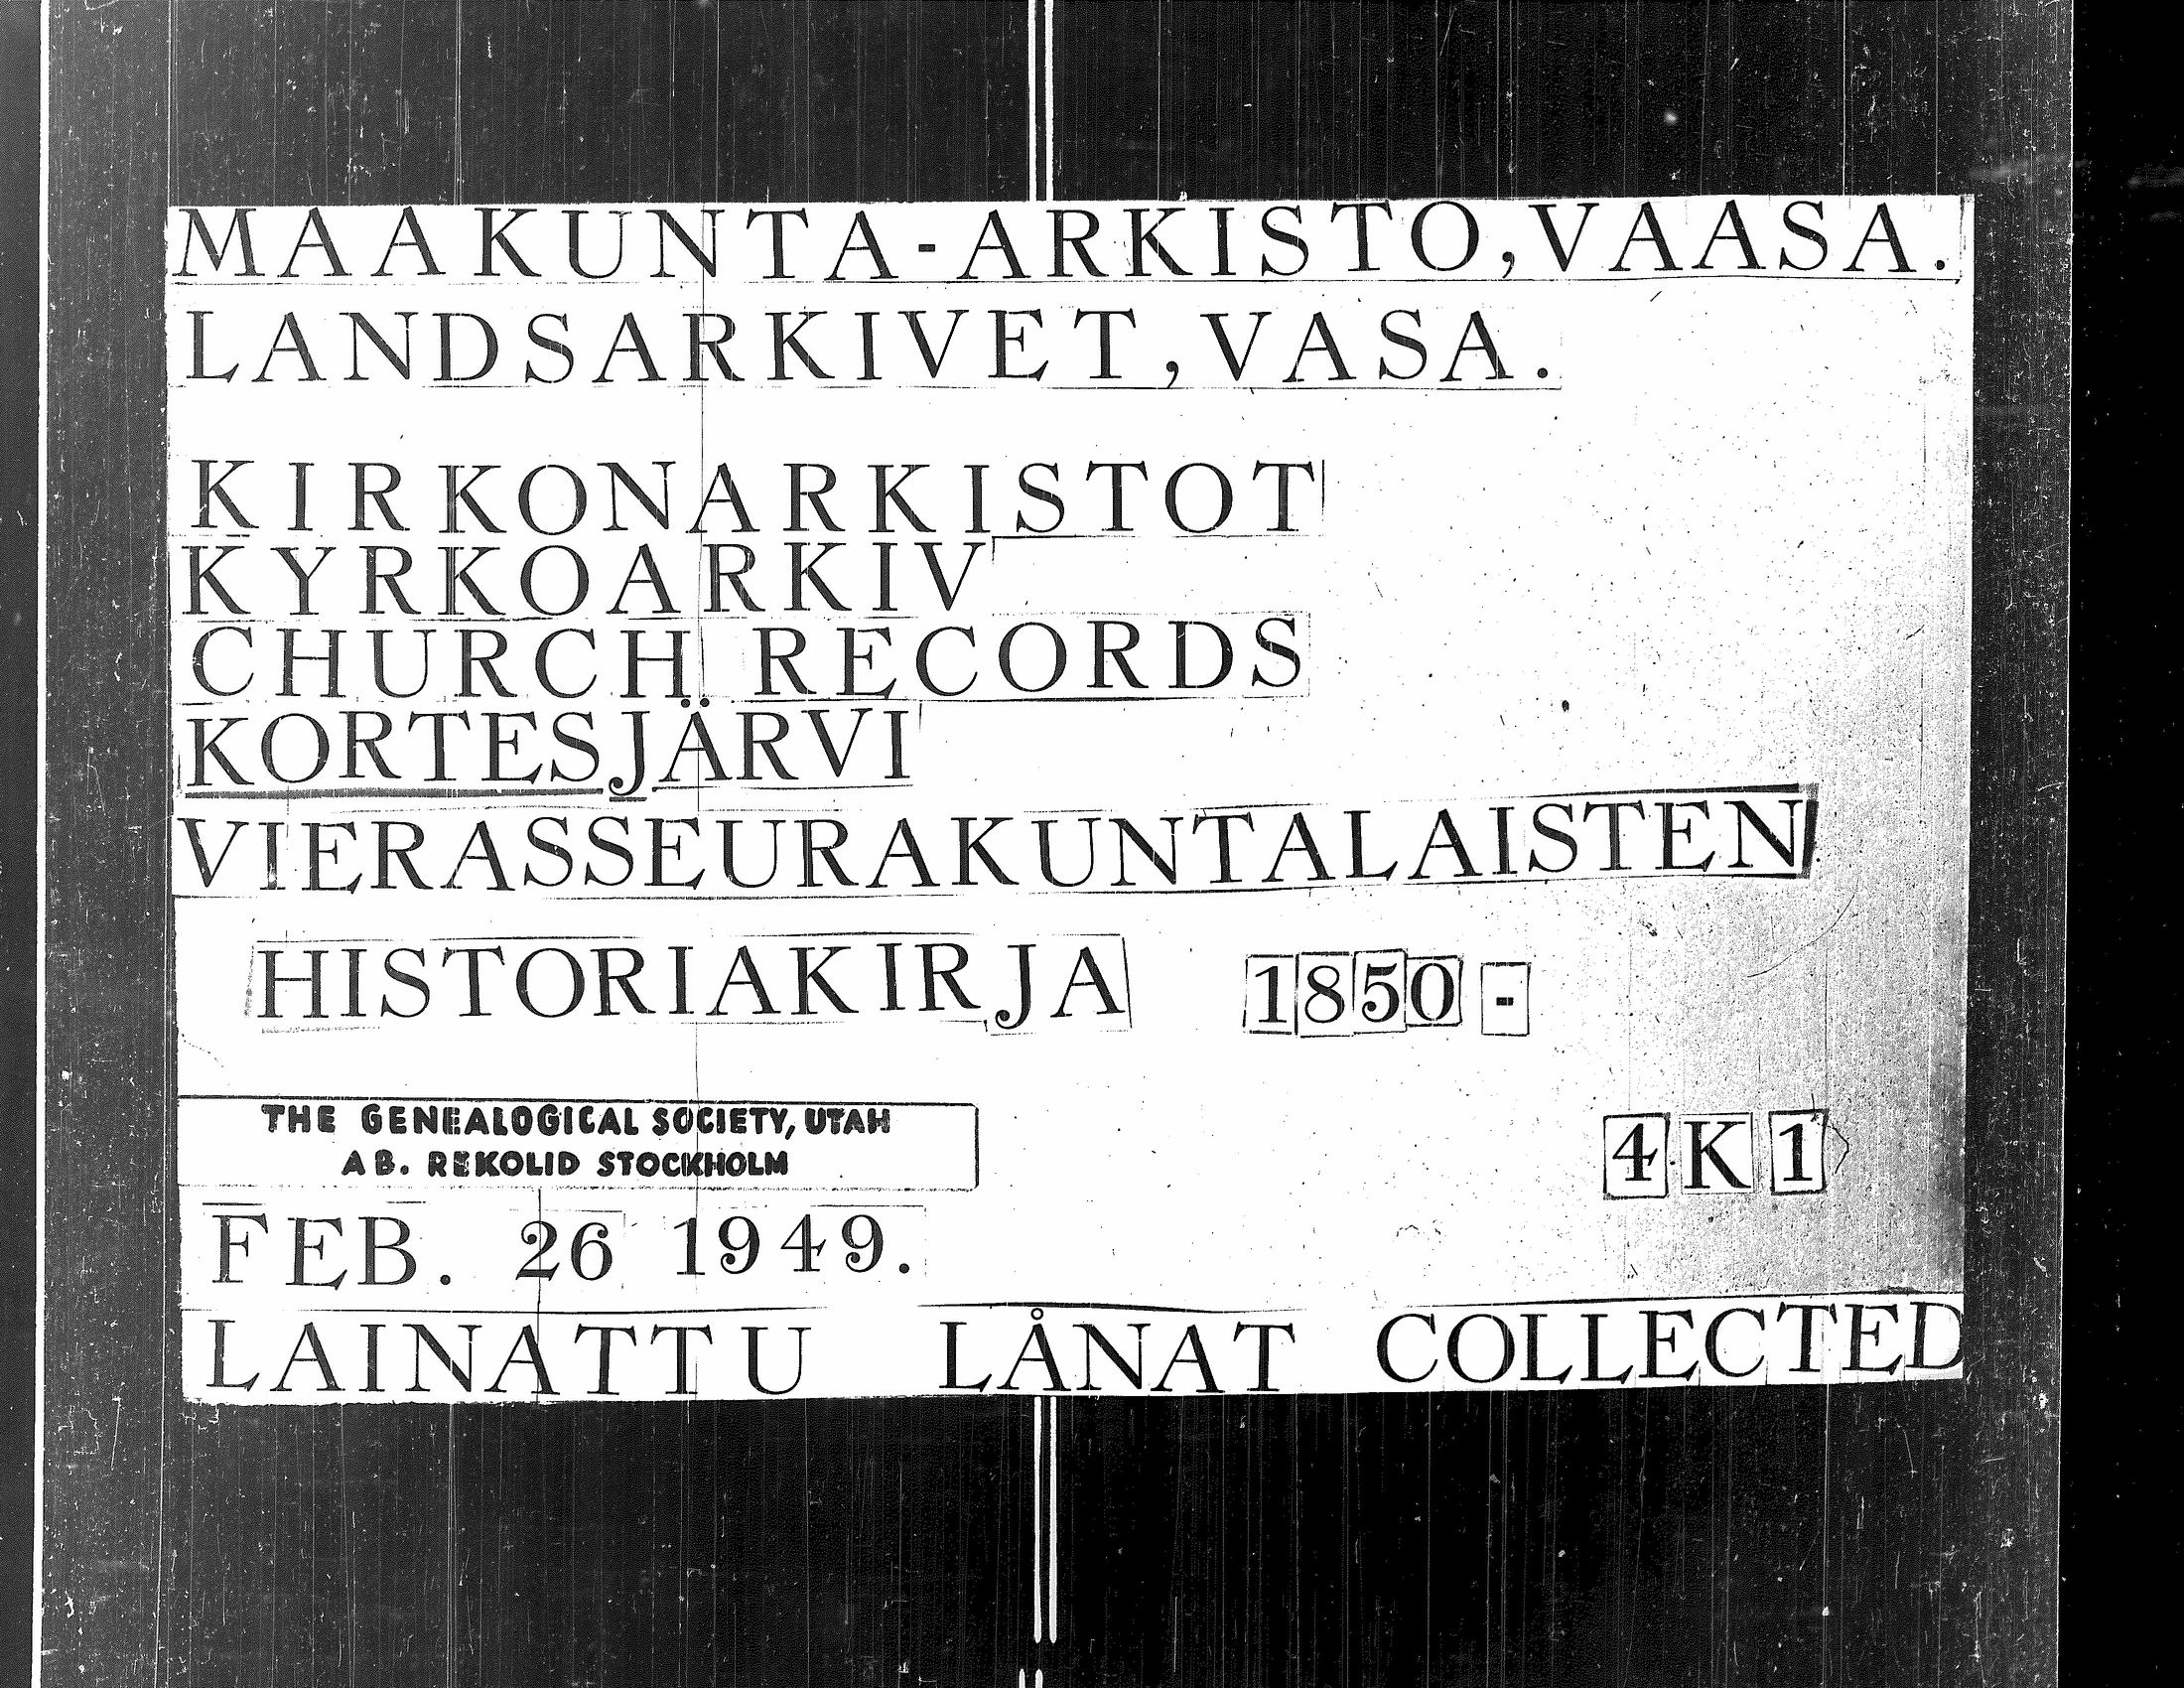 MAAKUNTA-ARKISTO, VAASA.
LANDSARKIVET, VASA.
KIRKONARKISTOT
KYRKOARKIV
CHURCH RECORDS
KORTESJÄRVI
VIERASSEURAKUNTALAISTEN
HISTORIAKIRJA 1850 -
THE GENEALOGICAL SOCIETY, UTAH
AB. REKOLID STOCKHOLM
4 K 1
FEB. 26 1949.
LAINATTU LÅNAT COLLECTED